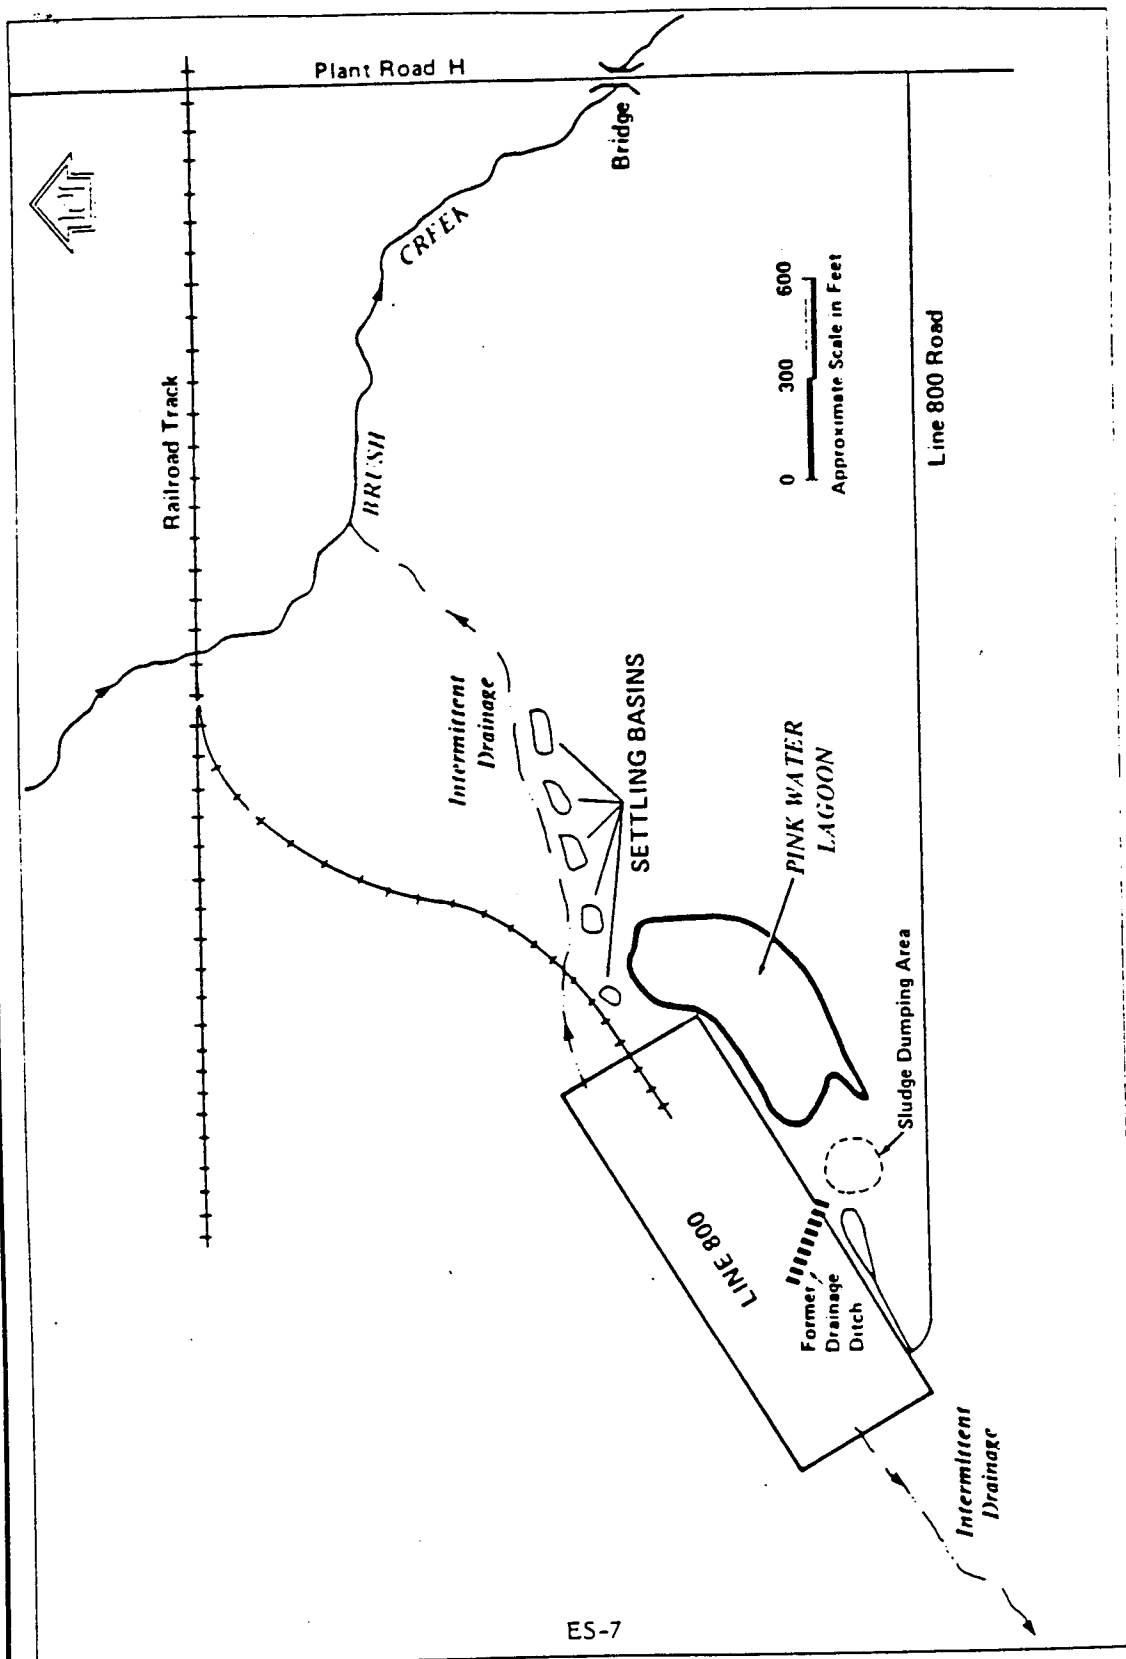 Plant Road H
Bridge
Railroad Track
CREEK
BRUSH
0 300 600
Approximate Scale in Feet
Line 800 Road
Intermittent
Drainage
SETTLING BASINS
PINK WATER
LAGOON
Sludge Dumping Area
LINE 800
Former
Drainage
Ditch
Intermittent
Drainage
ES-7